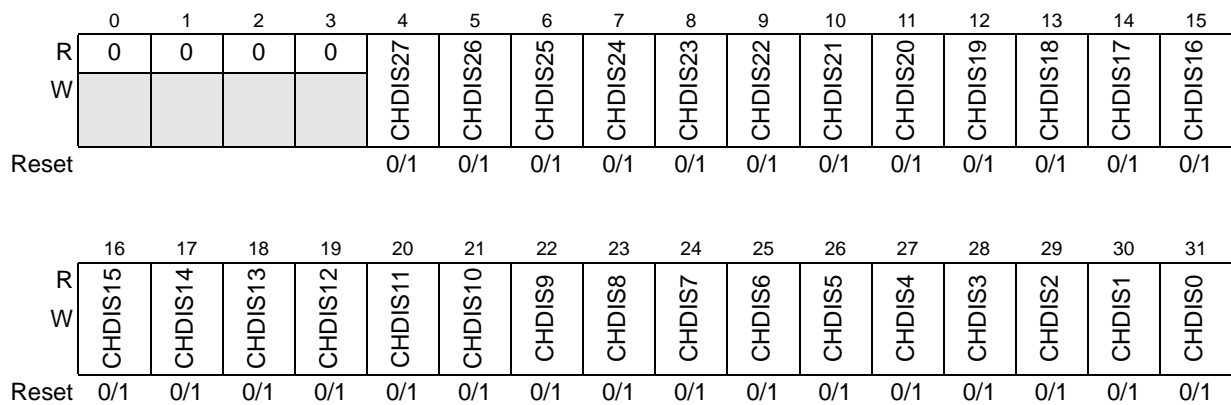 0 1 2 3 4 5 6 7 8 9 10 11 12 13 14 15
R 0 0 0 0 CHDIS27 CHDIS26 CHDIS25 CHDIS24 CHDIS23 CHDIS22 CHDIS21 CHDIS20 CHDIS19 CHDIS18 CHDIS17 CHDIS16
W
Reset 0/1 0/1 0/1 0/1 0/1 0/1 0/1 0/1 0/1 0/1 0/1 0/1
16 17 18 19 20 21 22 23 24 25 26 27 28 29 30 31
R CHDIS15 CHDIS14 CHDIS13 CHDIS12 CHDIS11 CHDIS10 CHDIS9 CHDIS8 CHDIS7 CHDIS6 CHDIS5 CHDIS4 CHDIS3 CHDIS2 CHDIS1 CHDIS0
W
Reset 0/1 0/1 0/1 0/1 0/1 0/1 0/1 0/1 0/1 0/1 0/1 0/1 0/1 0/1 0/1 0/1